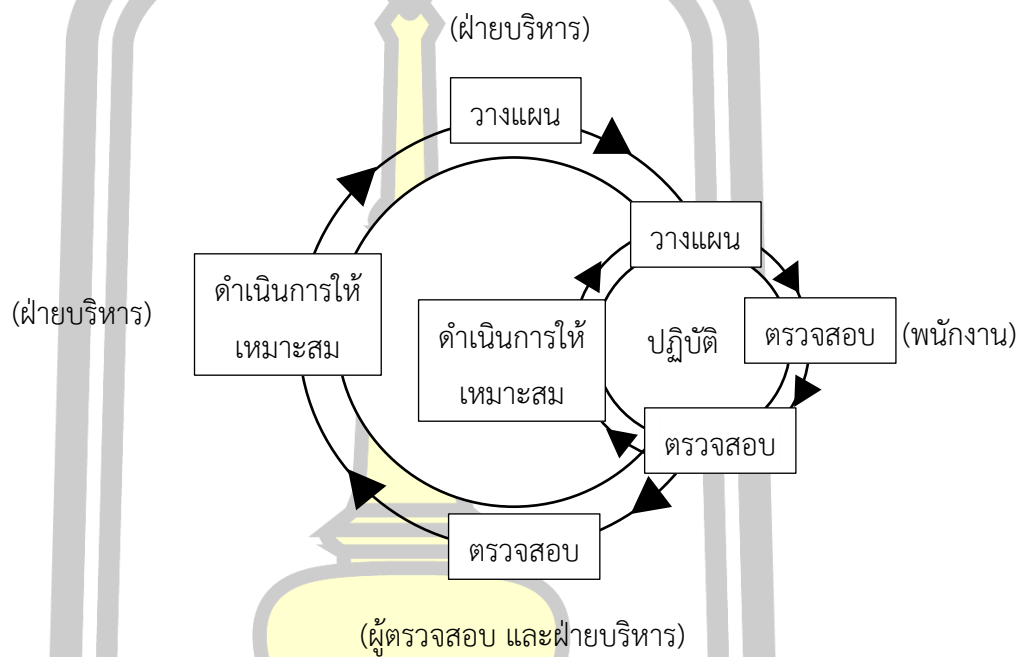 (ฝ่ายบริหาร)
วางแผน
วางแผน
(ฝ่ายบริหาร)
ดำเนินการให้
เหมาะสม
ดำเนินการให้
เหมาะสม
ปฏิบัติ
ตรวจสอบ
(พนักงาน)
ตรวจสอบ
ตรวจสอบ
(ผู้ตรวจสอบ และฝ่ายบริหาร)